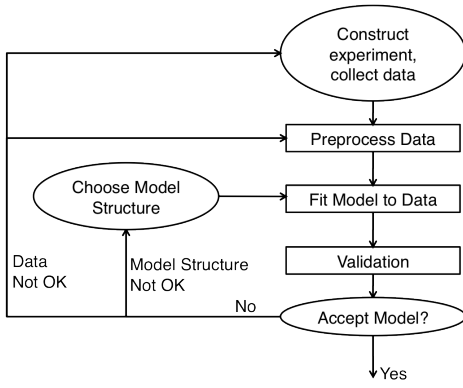 Construct
experiment,
collect data
Preprocess Data
Choose Model
Structure
Fit Model to Data
Data
Not OK
Model Structure
Not OK
Validation
No
Accept Model?
Yes